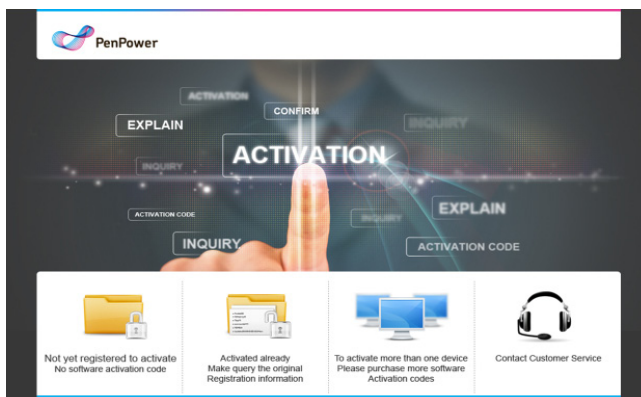 PenPower
ACTIVATION
CONFIRM
EXPLAIN
INQUIRY
ACTIVATION
INQUIRY
ACTIVATION CODE
INQUIRY
EXPLAIN
INQUIRY
ACTIVATION CODE
Not yet registered to activate
No software activation code
Activated already
Make query the original
Registration information
To activate more than one device
Please purchase more software
Activation codes
Contact Customer Service